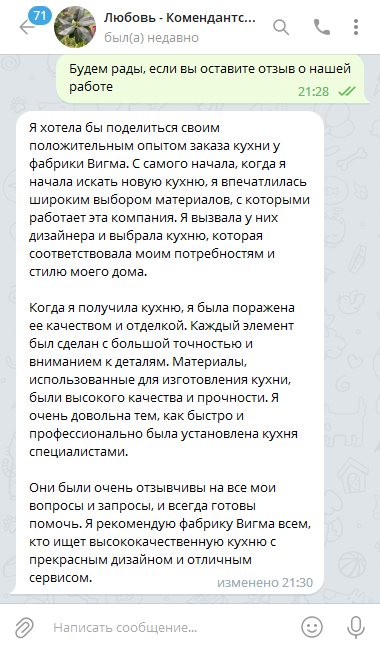 71
Любовь - Комендантс...
был(а) недавно
Будем рады, если вы оставите отзыв о нашей
работе
21:28
Я хотела бы поделиться своим
положительным опытом заказа кухни у
фабрики Вигма. С самого начала, когда я
начала искать новую кухню, я впечатлилась
широким выбором материалов, с которыми
работает эта компания. Я вызвала у них
дизайнера и выбрала кухню, которая
соответствовала моим потребностям и
стилю моего дома.
Когда я получила кухню, я была поражена
ее качеством и отделкой. Каждый элемент
был сделан с большой точностью и
вниманием к деталям. Материалы,
использованные для изготовления кухни,
были высокого качества и прочности. Я
очень довольна тем, как быстро и
профессионально была установлена кухня
специалистами.
Они были очень отзывчивы на все мои
вопросы и запросы, и всегда готовы
помочь. Я рекомендую фабрику Вигма всем,
кто ищет высококачественную кухню с
прекрасным дизайном и отличным
сервисом.
изменено 21:30
Написать сообщение...